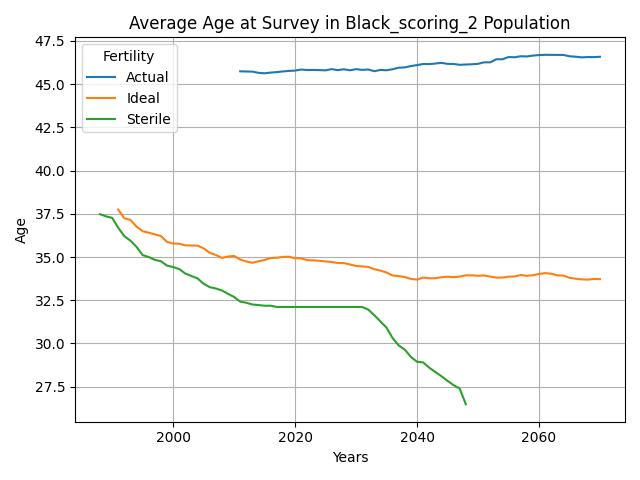 Average Age at Survey in Black_scoring_2 Population
47.5
45.0
42.5
40.0
37.5
35.0
32.5
30.0
27.5
Age
Fertility
Actual
Ideal
Sterile
2000 2020 2040 2060
Years